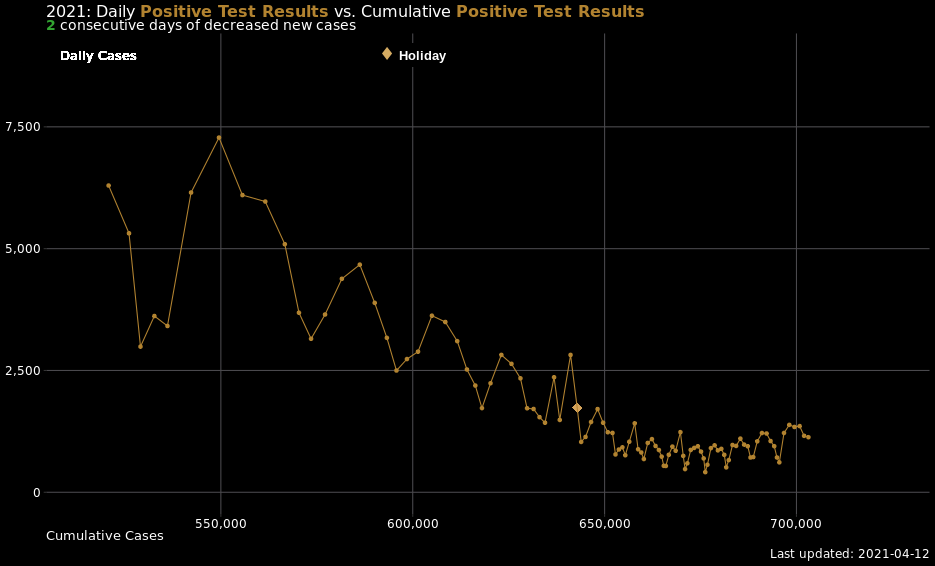 2021: Daily Positive Test Results vs. Cumulative Positive Test Results
2 consecutive days of decreased new cases
Daily Cases
Holiday
7,500
5,000
2,500
0
550,000
600,000
650,000
700,000
Cumulative Cases
Last updated: 2021-04-12